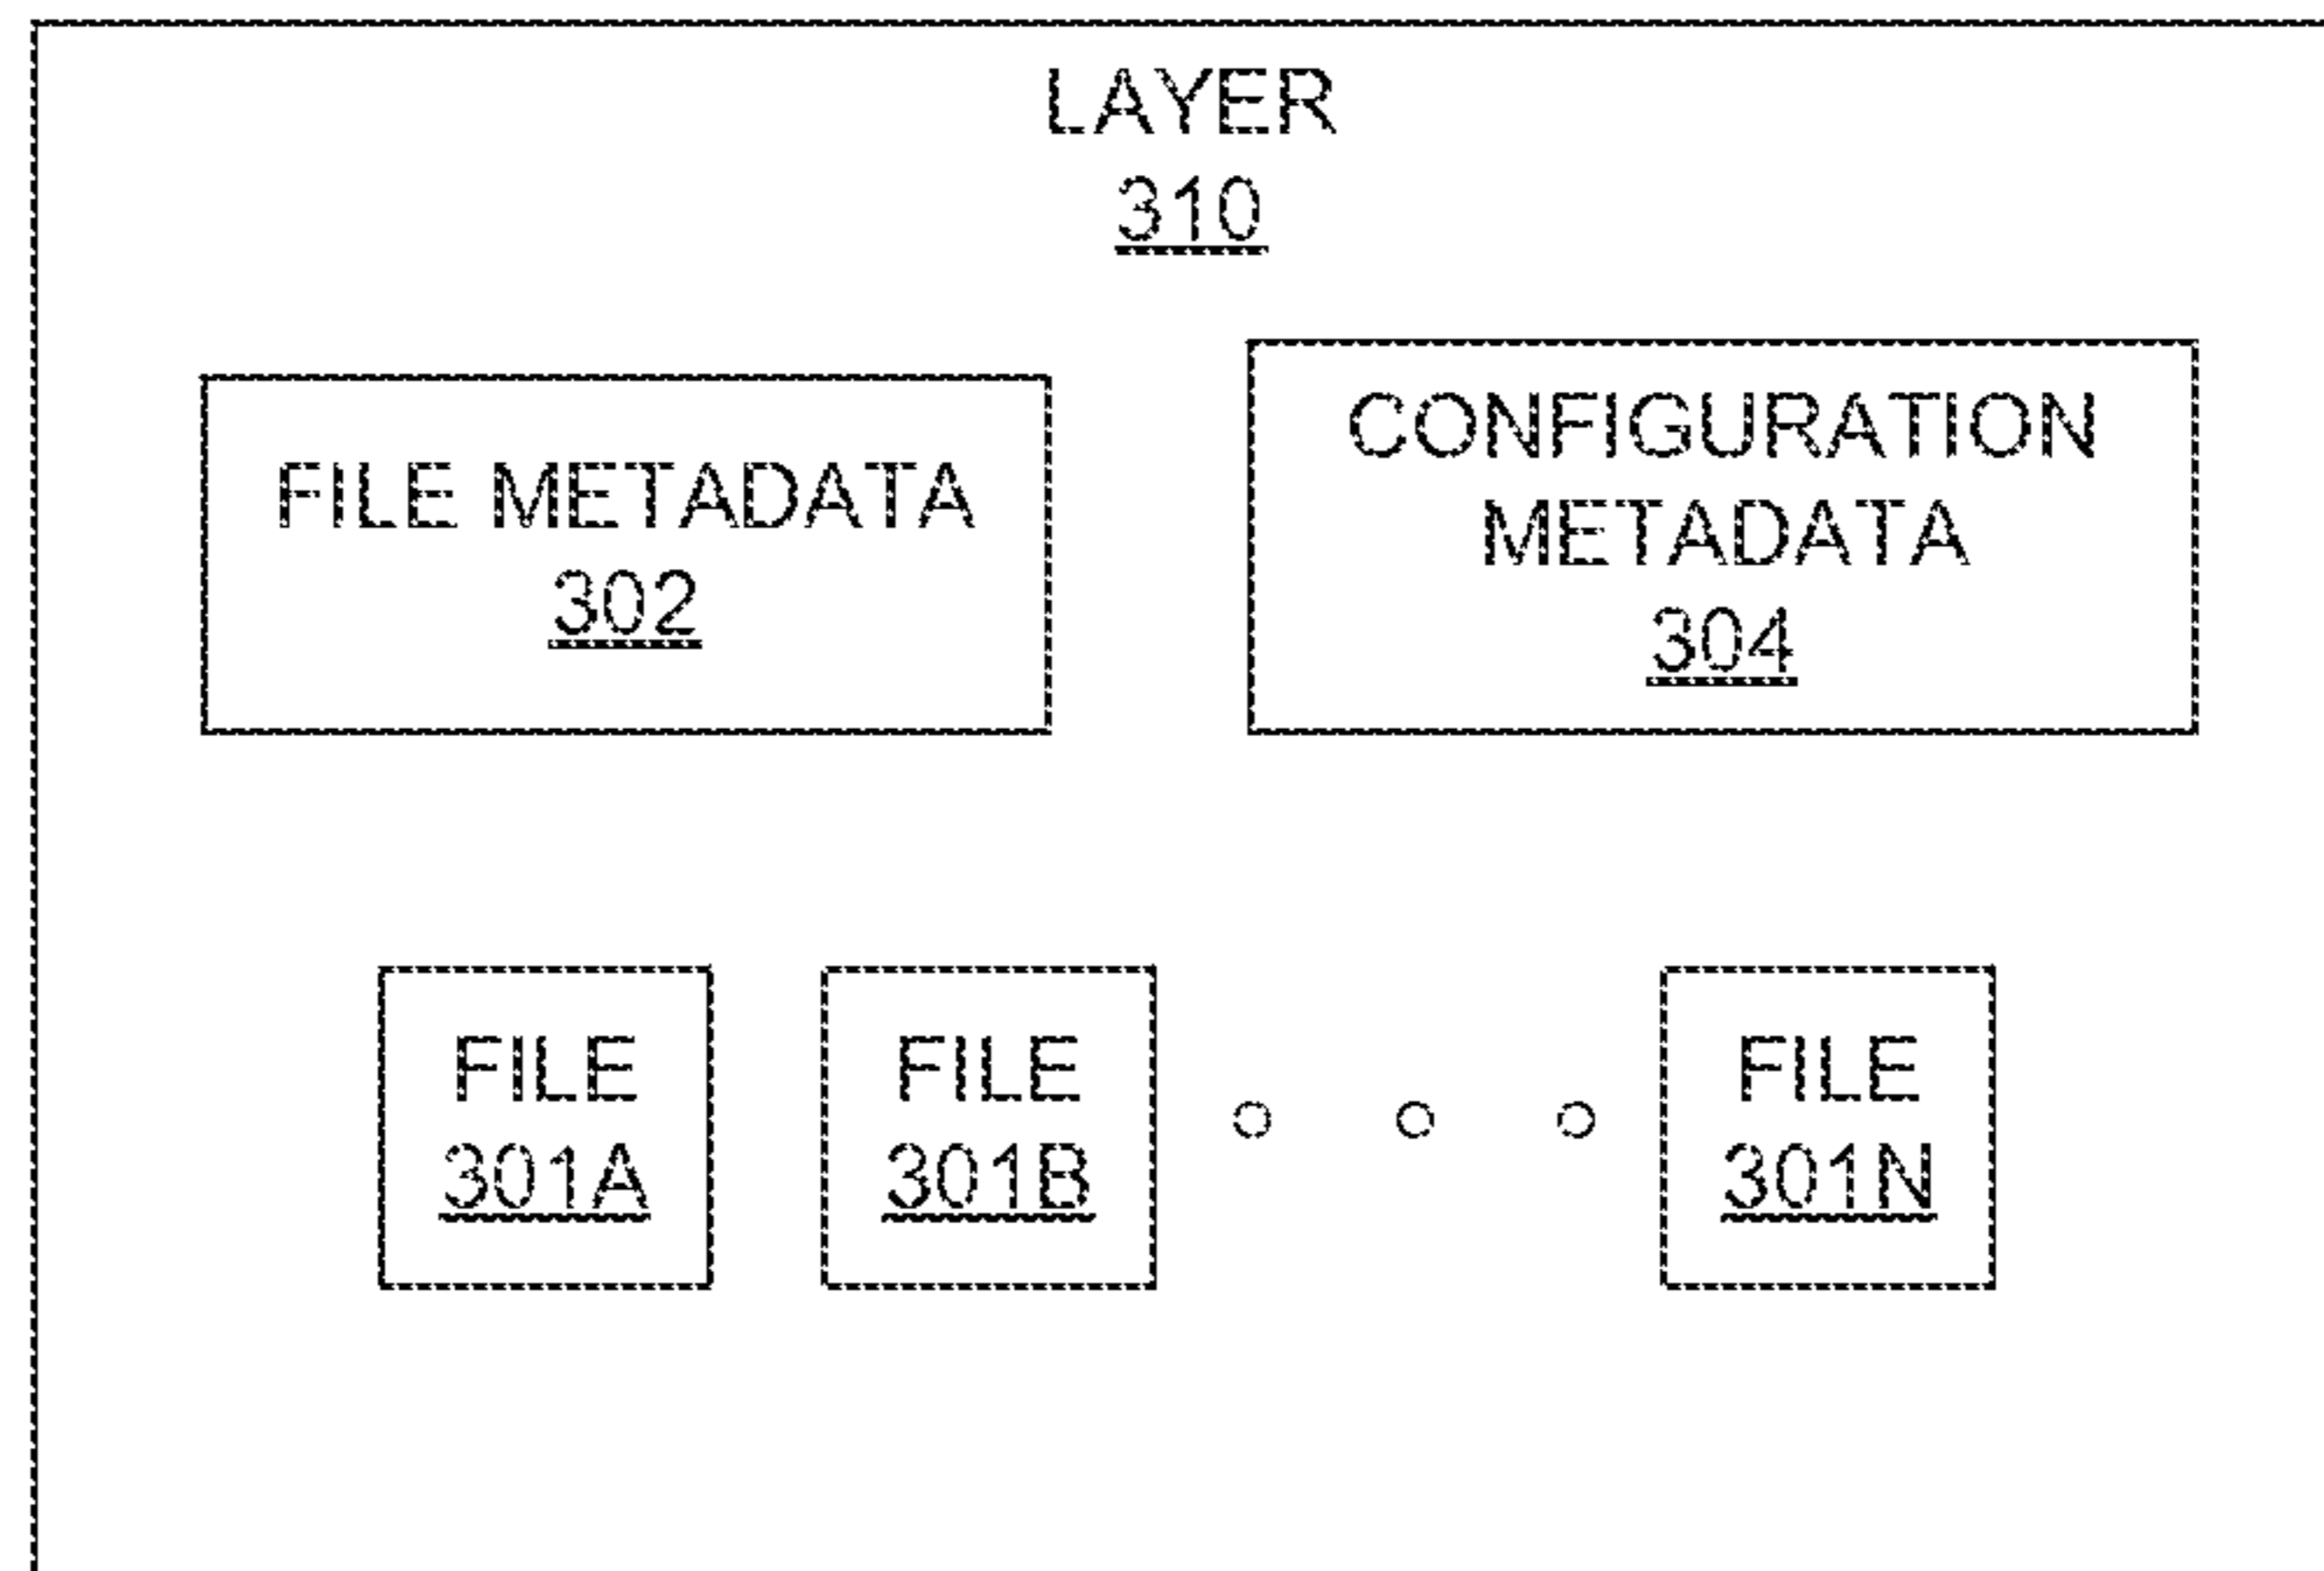 LAYER
310
FILE METADATA
302
CONFIGURATION
METADATA
304
FILE
301A
FILE
301B
FILE
301N